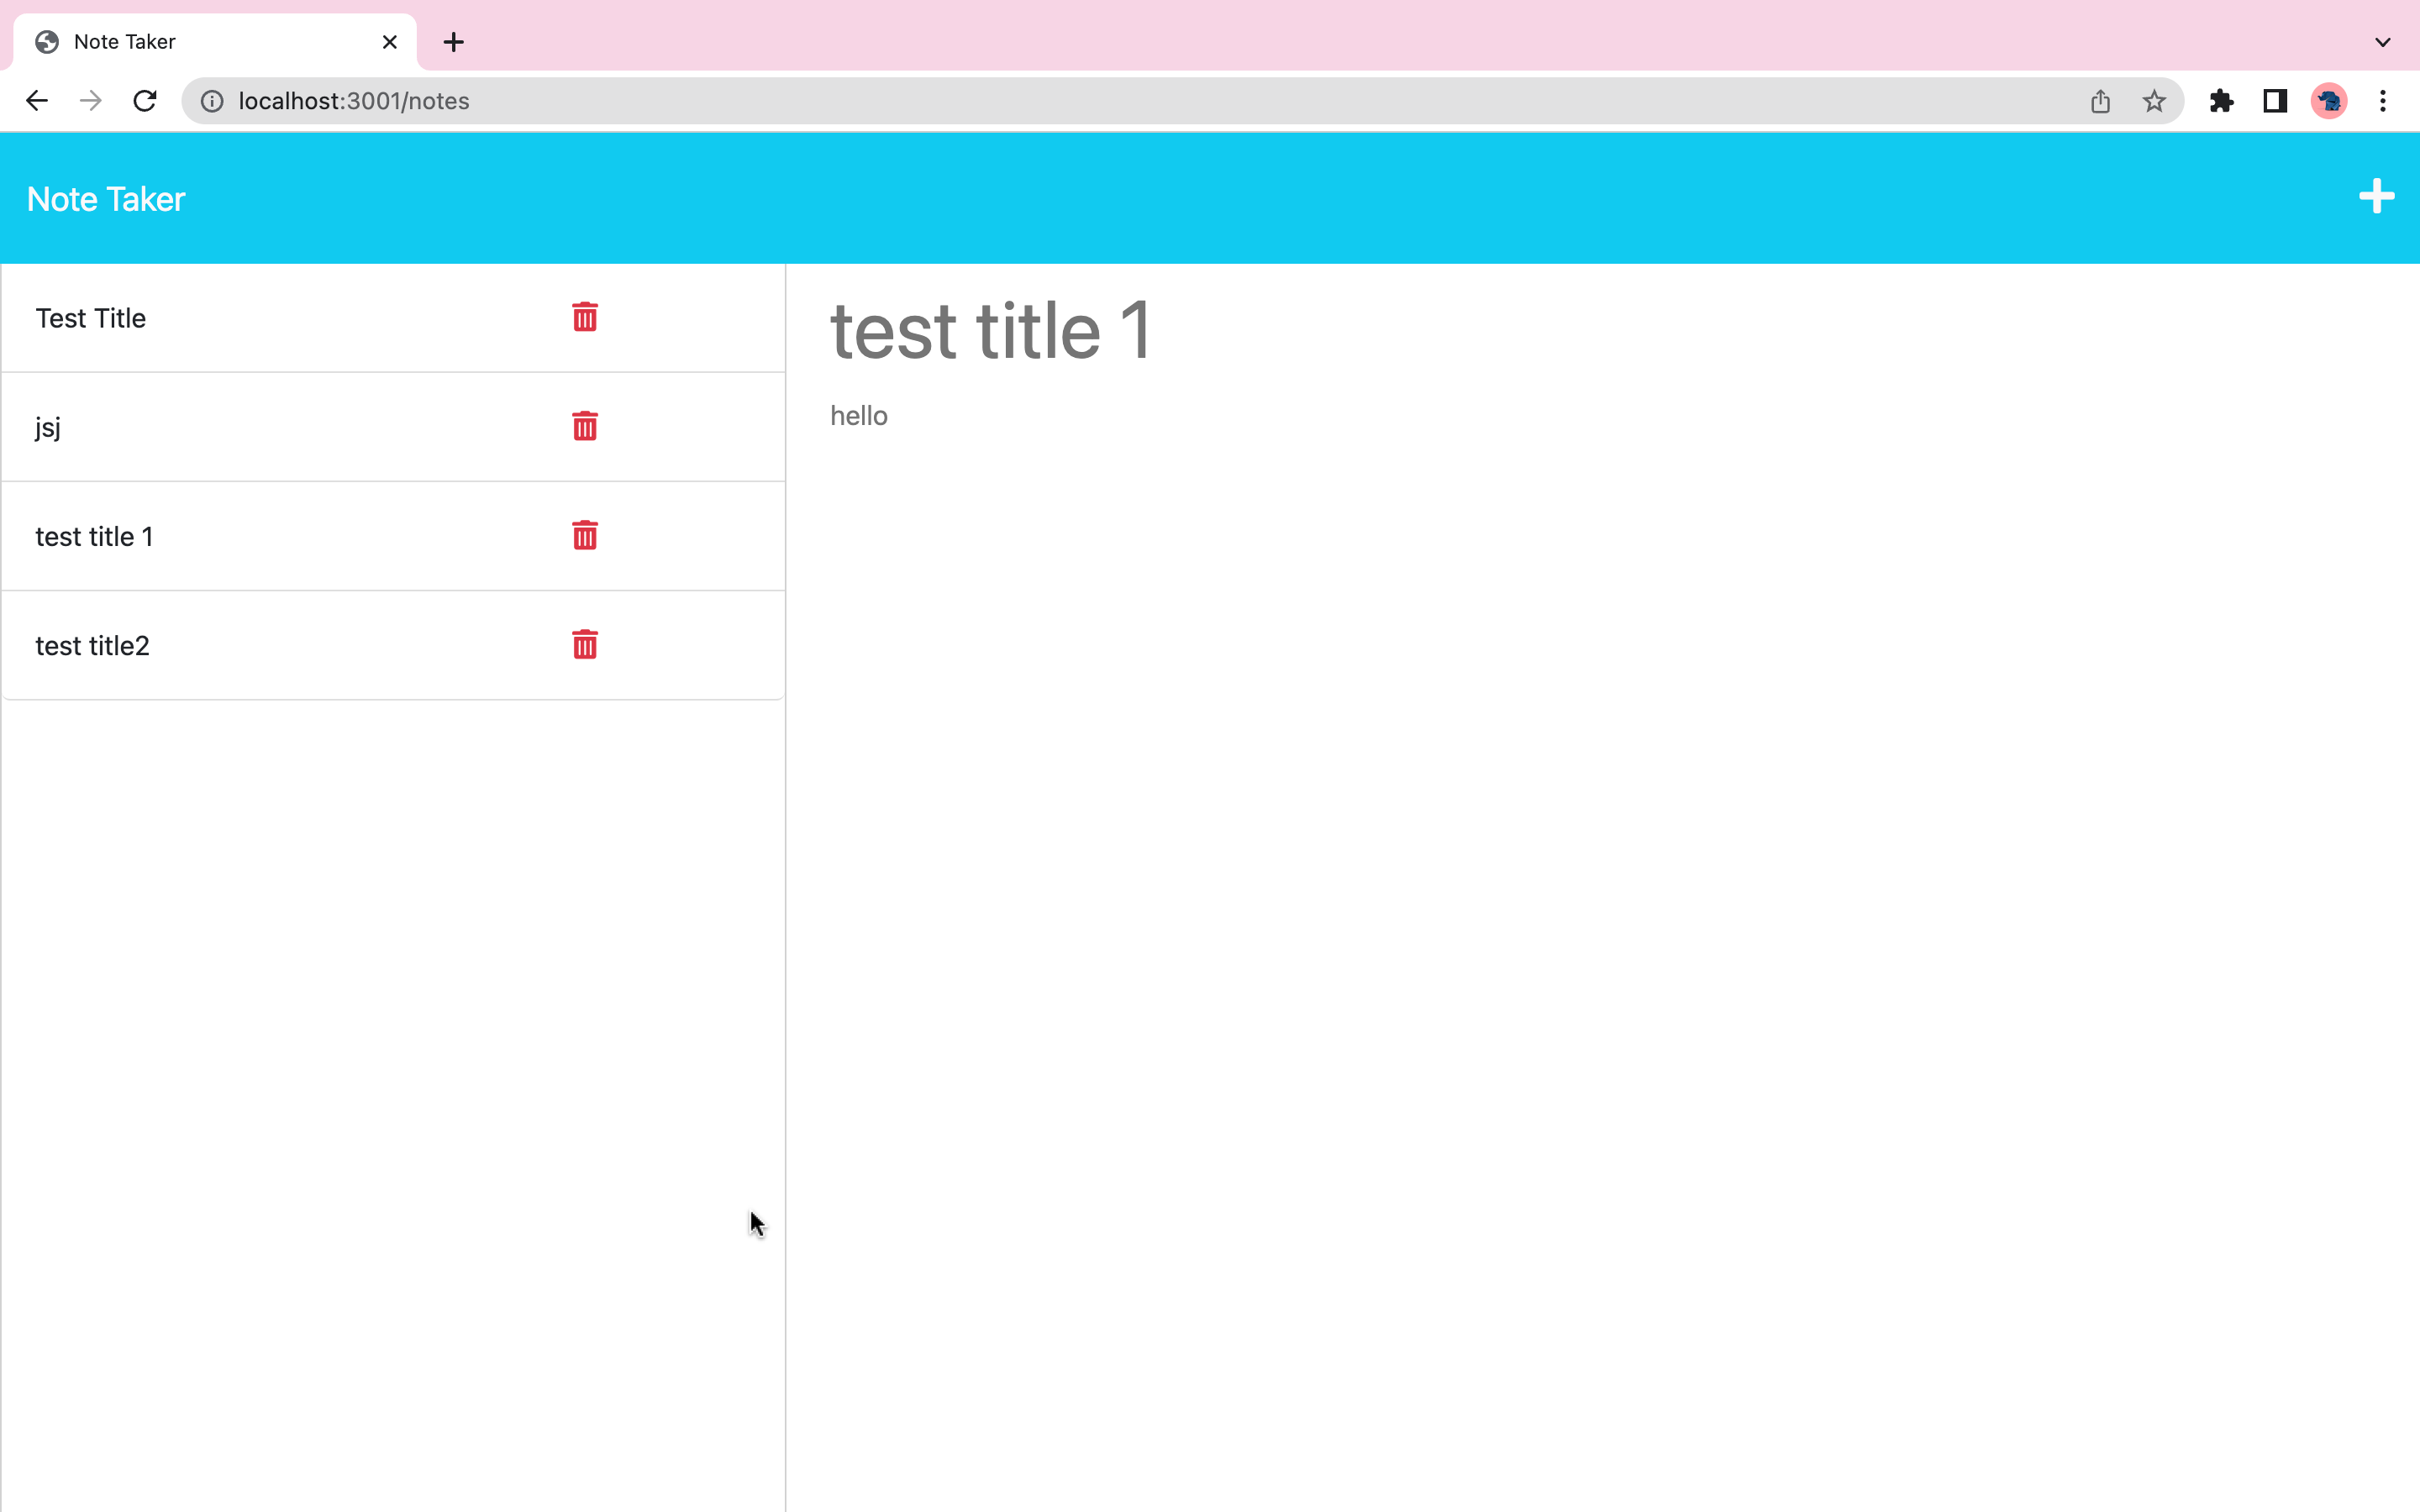 Note Taker
localhost:3001/notes
Note Taker
Test Title
jsj
test title 1
test title2
test title 1
hello